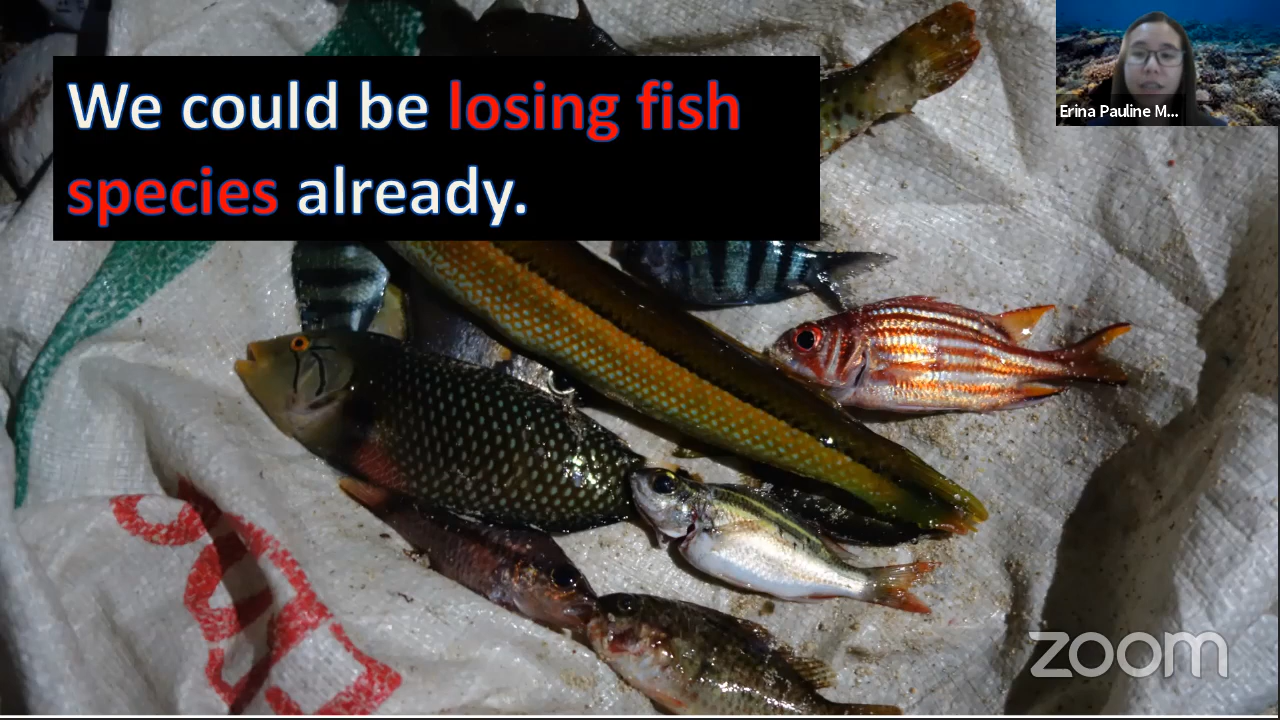 We could be losing fish
species already.
Erina Pauline M...
zoom